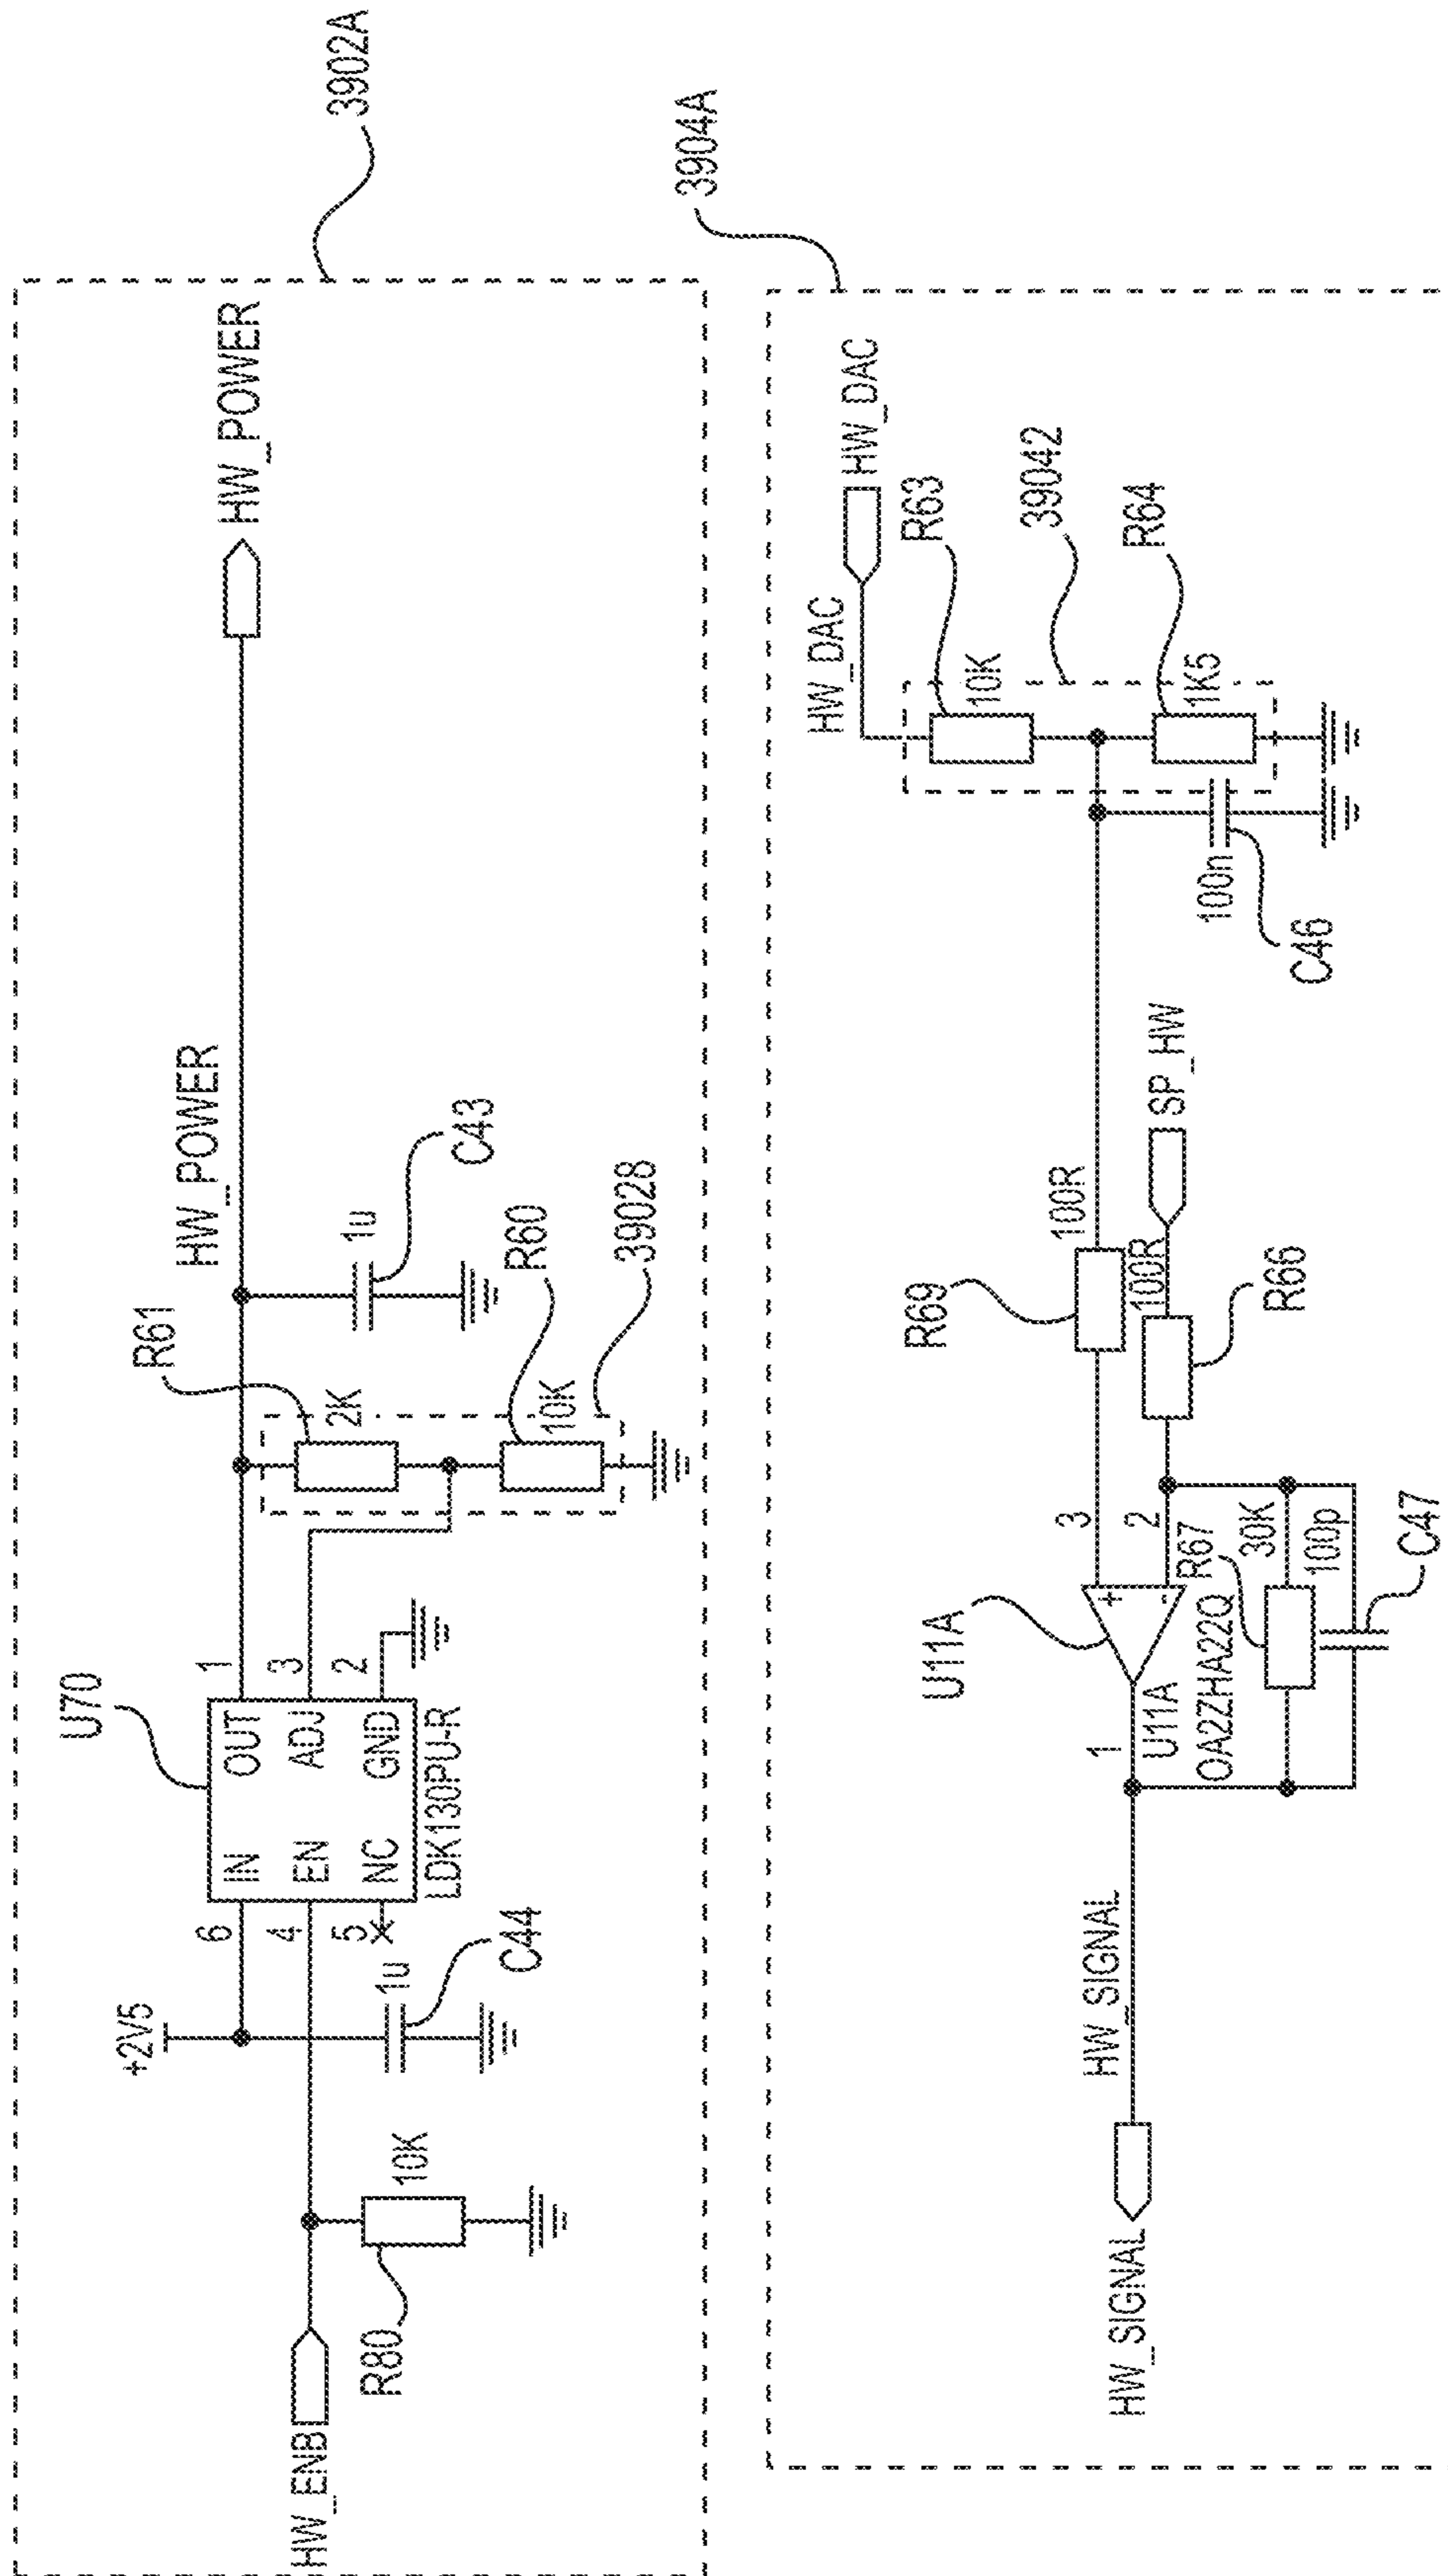 3902A
HW_POWER
HW_POWER
R61
2K
1u
C43
R60
10K
39028
U70
1
3
2
OUT
ADJ
GND
IN
EN
NC
LDK130PU-R
6
4
5
+2V5
1u
C44
10K
R80
HW_ENB
3904A
HW_DAC
HW_DAC
R63
10K
39042
R64
1K5
100n
C46
SP_HW
100R
R69
100R
R66
3
2
+
-
U11A
1
U11A
OA2ZHA22Q
R67
30K
100p
C47
HW_SIGNAL
HW_SIGNAL